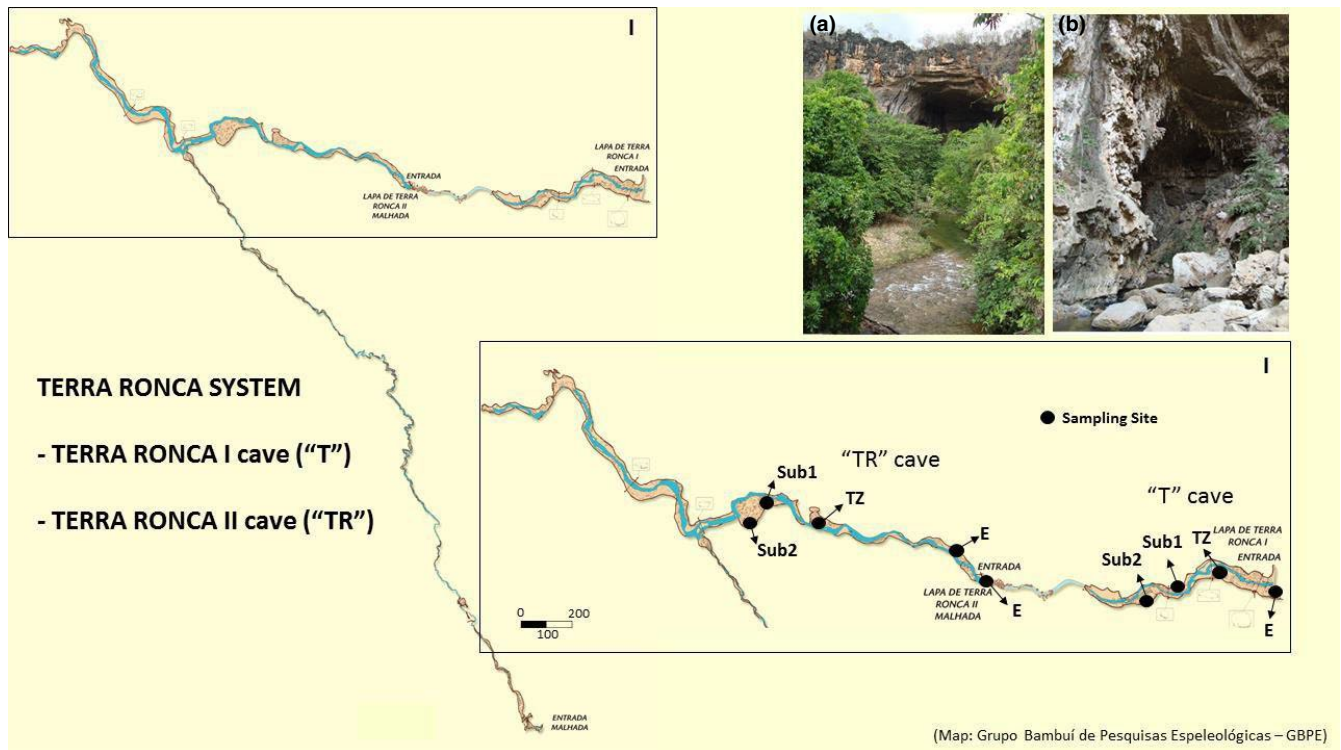 I
LAPA DE TERRA
RONCA I
ENTRADA
ENTRADA
LAPA DE TERRA
RONCA II
MALHADA
(a)
(b)
TERRA RONCA SYSTEM
- TERRA RONCA I cave (“T”)
- TERRA RONCA II cave (“TR”)
ENTRADA
MALHADA
I
Sampling Site
“TR” cave
“T” cave
Sub1
TZ
Sub2
E
ENTRADA
LAPA DE TERRA
RONCA II
MALHADA
E
Sub2
Sub1
TZ
LAPA DE TERRA
RONCA I
ENTRADA
E
0 200
100
(Map: Grupo Bambuí de Pesquisas Espeleológicas – GBPE)